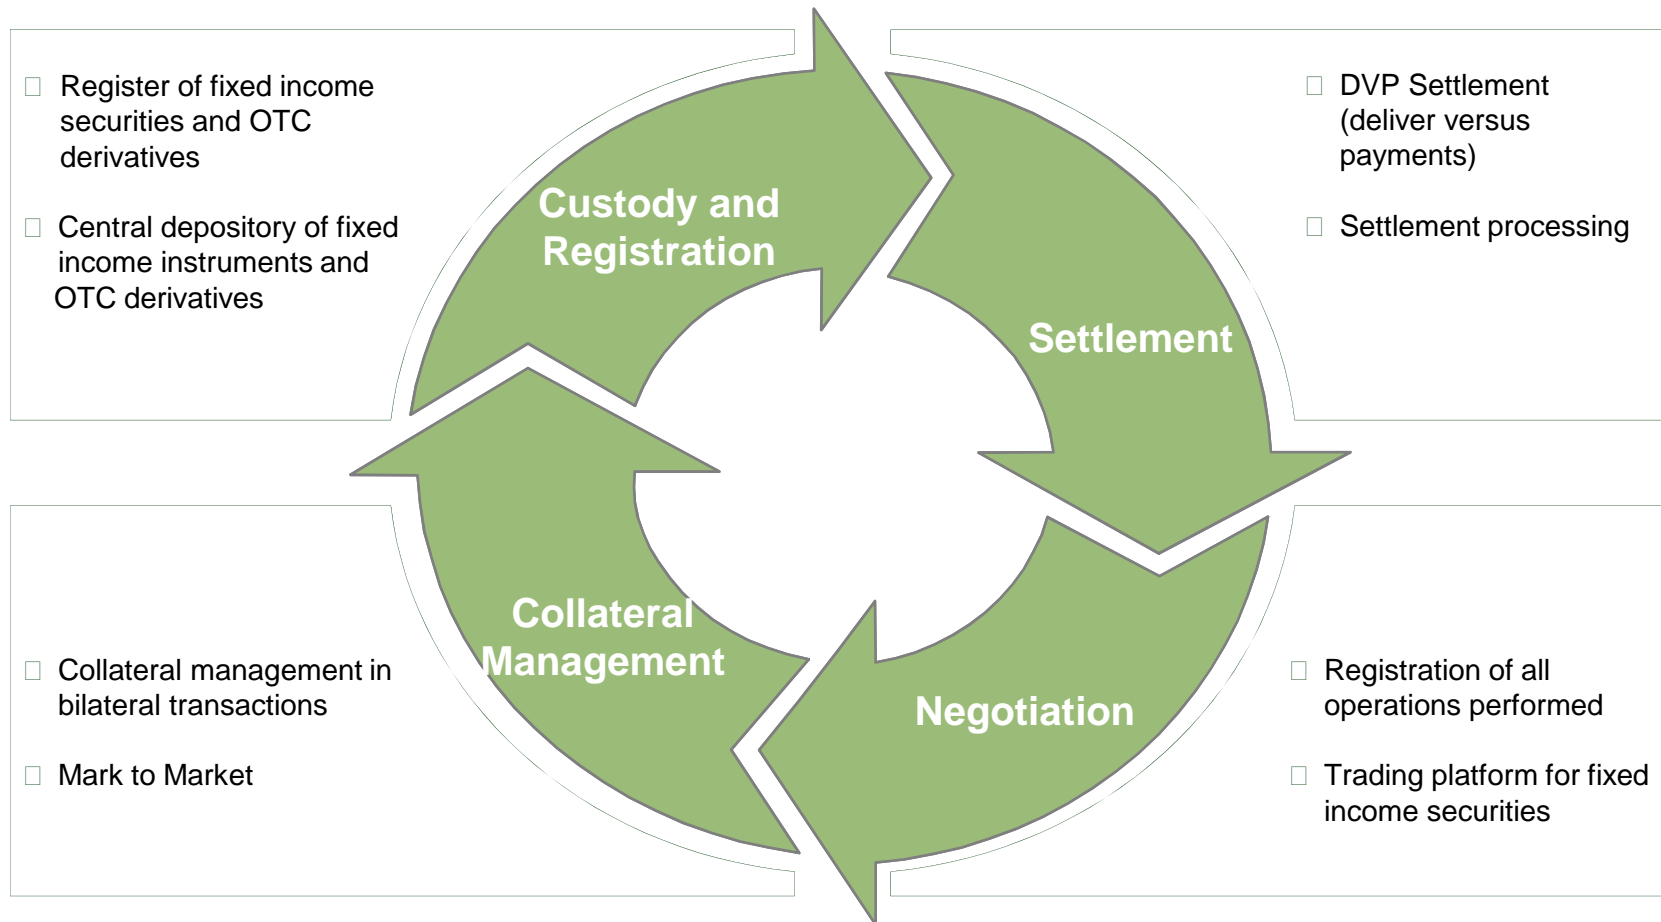 Register of fixed income
securities and OTC
derivatives
Central depository of fixed
income instruments and
OTC derivatives
Custody and
Registration
DVP Settlement
(deliver versus
payments)
Settlement processing
Settlement
Collateral
Management
Collateral management in
bilateral transactions
Mark to Market
Negotiation
Registration of all
operations performed
Trading platform for fixed
income securities